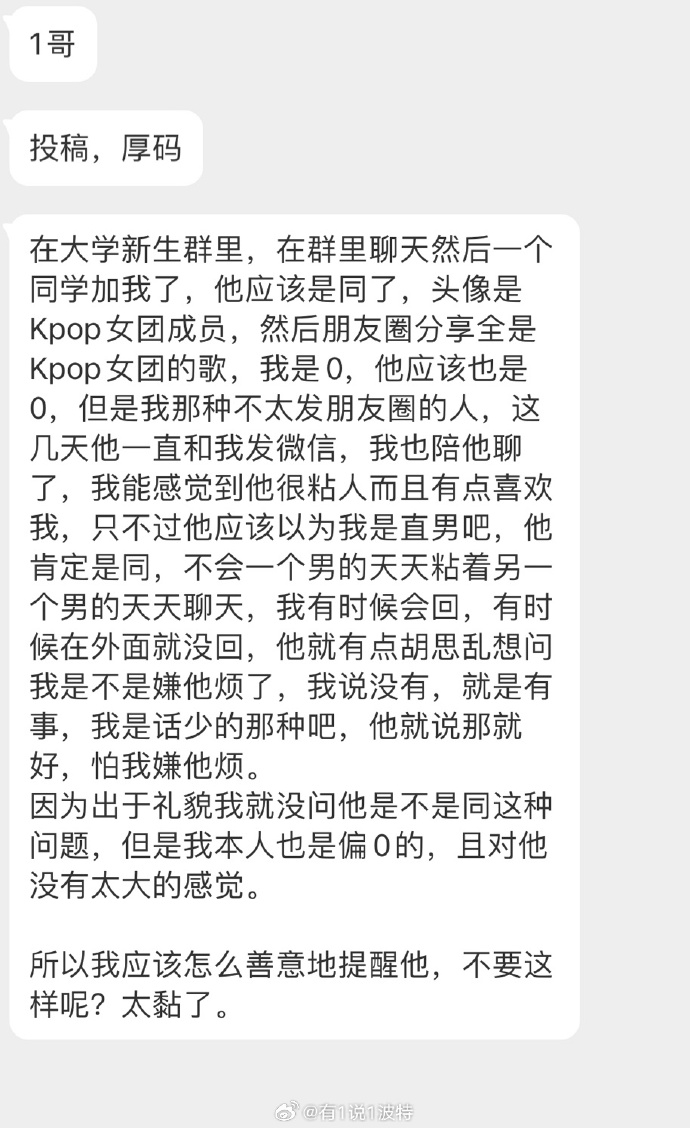 1哥
投稿，厚码
在大学新生群里，在群里聊天然后一个
同学加我了，他应该是同了，头像是
Kpop女团成员，然后朋友圈分享全是
Kpop女团的歌，我是0，他应该也是
0，但是我那种不太发朋友圈的人，这
几天他一直和我发微信，我也陪他聊
了，我能感觉到他很粘人而且有点喜欢
我，只不过他应该以为我是直男吧，他
肯定是同，不会一个男的天天粘着另一
个男的天天聊天，我有时候会回，有时
候在外面就没回，他就有点胡思乱想问
我是不是嫌他烦了，我说没有，就是有
事，我是话少的那种吧，他就说那就
好，怕我嫌他烦。
因为出于礼貌我就没问他是不是同这种
问题，但是我本人也是偏0的，且对他
没有太大的感觉。
所以我应该怎么善意地提醒他，不要这
样呢？太黏了。
@有1说1波特